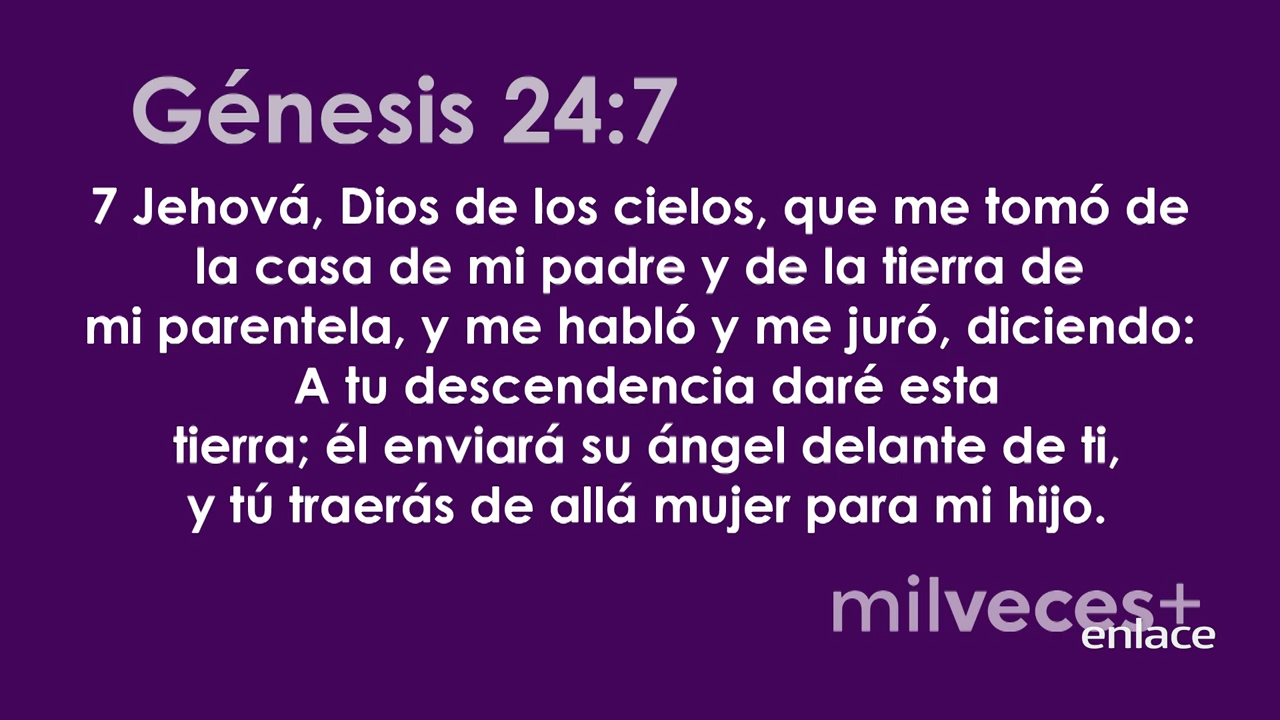 Génesis 24:7
7 Jehová, Dios de los cielos, que me tomó de
la casa de mi padre y de la tierra de
mi parentela, y me habló y me juró, diciendo:
A tu descendencia daré esta
tierra; él enviará su ángel delante de ti,
y tú traerás de allá mujer para mi hijo.
milveces+
enlace